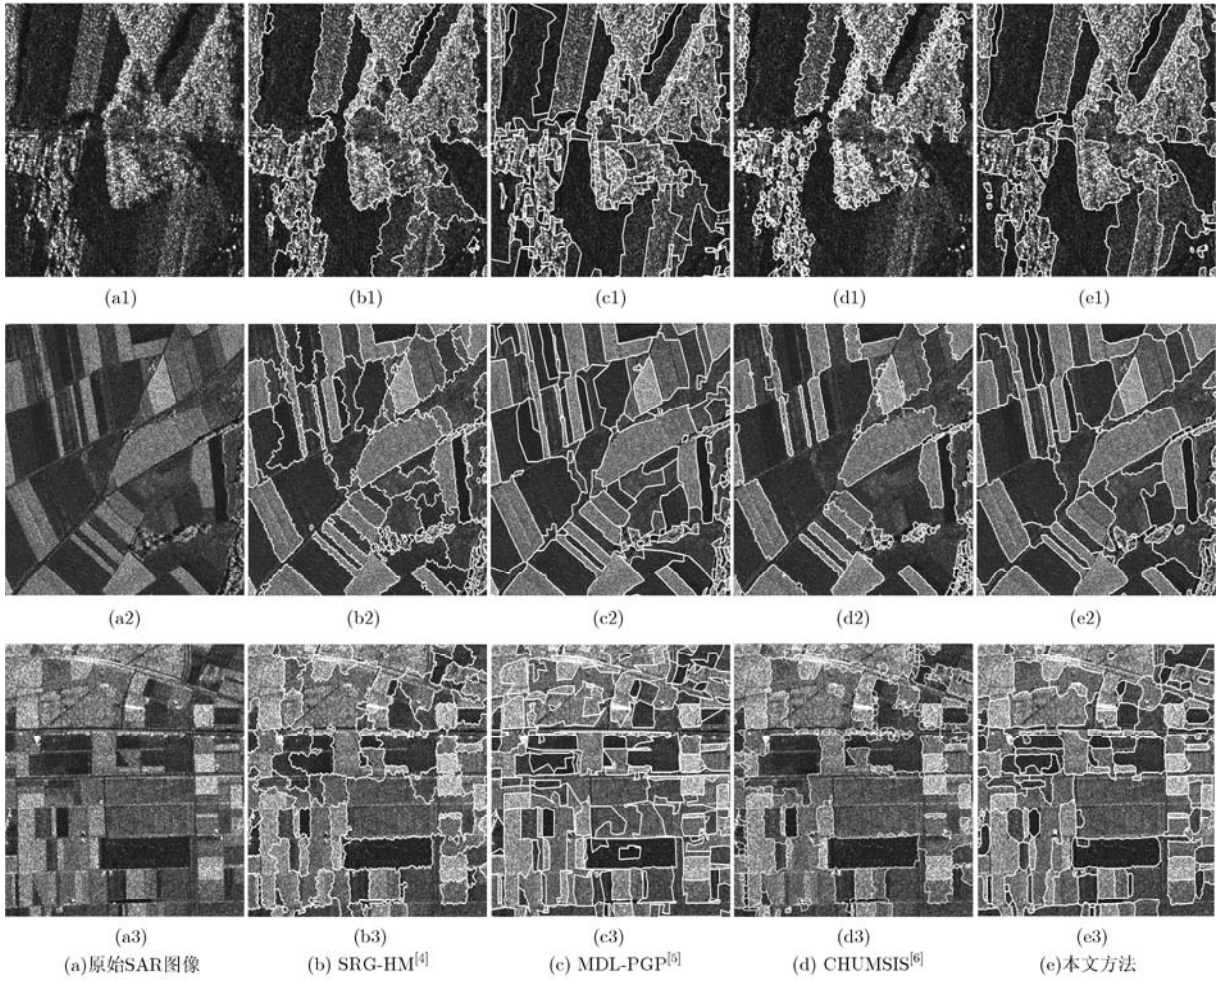 (a1) (b1) (c1) (d1) (e1)
(a2) (b2) (c2) (d2) (e2)
(a3) (b3) (c3) (d3) (e3)
(a)原始SAR图像 (b) SRG-HM[4] (c) MDL-PGP[5] (d) CHUMSIS[6] (e)本文方法